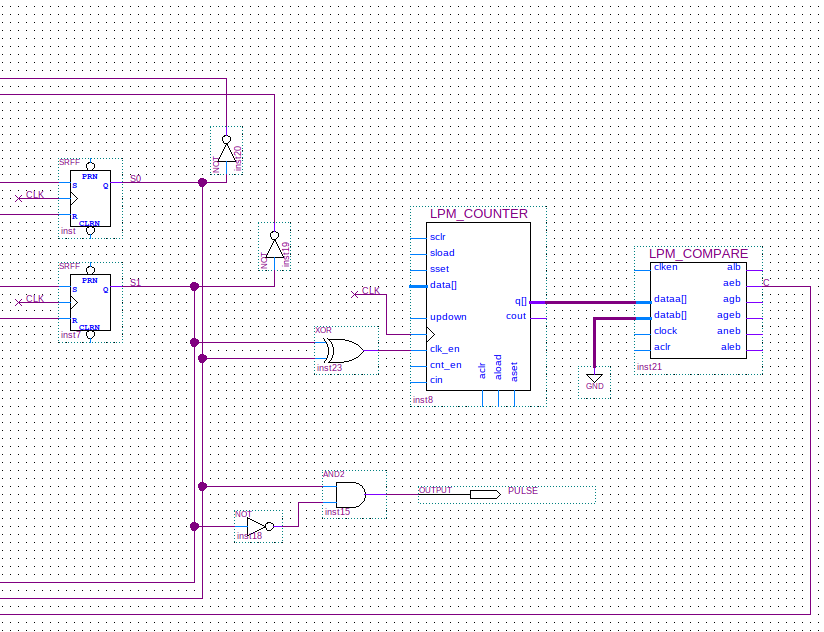 NOT
inst20
SRFF
PRN
S
Q
CLK
R
CLRN
inst
S0
NOT
inst19
SRFF
PRN
S
Q
CLK
R
CLRN
inst7
S1
LPM_COUNTER
sclr
sload
sset
data[]
CLK
q[]
updown
cout
clk_en
cnt_en
cin
aclr
aload
aset
inst8
XOR
inst23
LPM_COMPARE
clken
alb
aeb
C
dataa[]
agb
datab[]
ageb
clock
aneb
aclr
aleb
inst21
GND
AND2
inst15
OUTPUT
PULSE
NOT
inst18